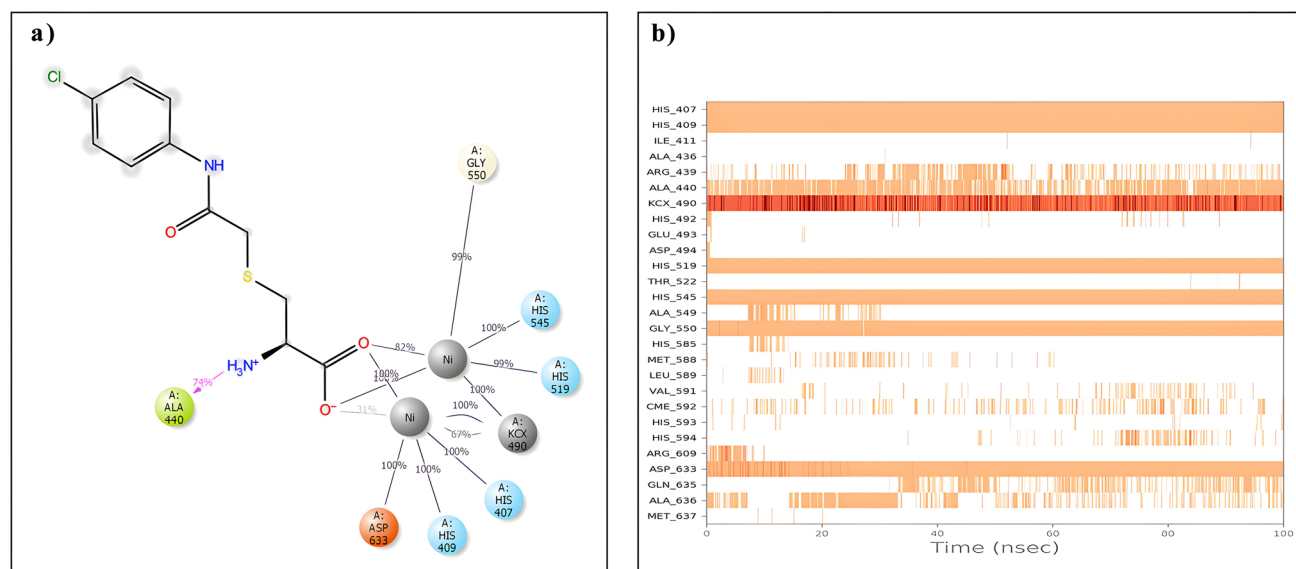 a)
Cl
NH
O
S
H₃N⁺
O
O⁻
74%
A:
ALA
440
A:
GLY
550
99%
A:
HIS
545
100%
82%
Ni
99%
A:
HIS
519
100%
100%
100%
Ni
31%
100%
67%
A:
KCX
490
100%
100%
100%
A:
HIS
407
A:
ASP
633
A:
HIS
409
b)
HIS_407
HIS_409
ILE_411
ALA_436
ARG_439
ALA_440
KCX_490
HIS_492
GLU_493
ASP_494
HIS_519
THR_522
HIS_545
ALA_549
GLY_550
HIS_585
MET_588
LEU_589
VAL_591
CME_592
HIS_593
HIS_594
ARG_609
ASP_633
GLN_635
ALA_636
MET_637
0 20 40 60 80 100
Time (nsec)